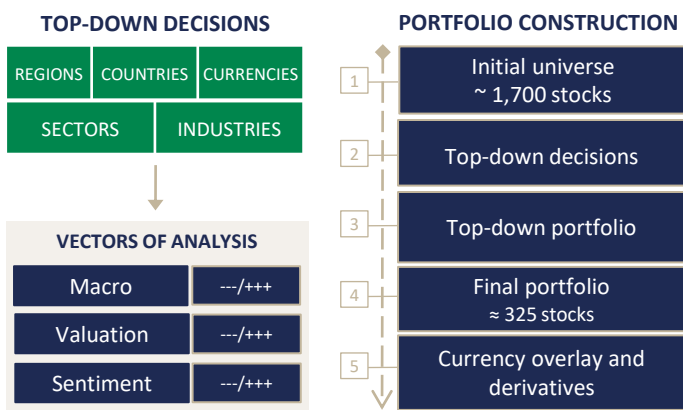 TOP-DOWN DECISIONS
REGIONS COUNTRIES CURRENCIES
SECTORS INDUSTRIES
VECTORS OF ANALYSIS
Macro ---/+++
Valuation ---/+++
Sentiment ---/+++
PORTFOLIO CONSTRUCTION
1 Initial universe
~ 1,700 stocks
2 Top-down decisions
3 Top-down portfolio
4 Final portfolio
≈ 325 stocks
5 Currency overlay and
derivatives